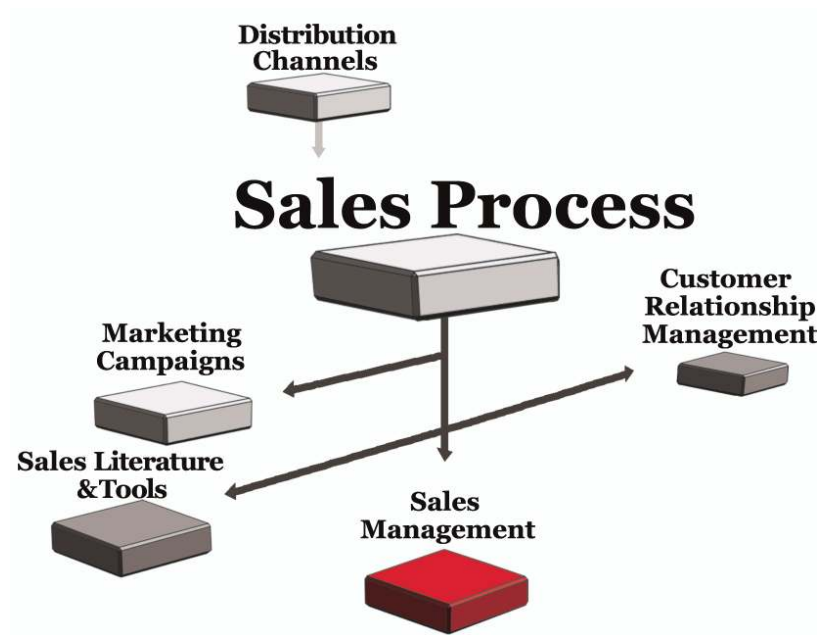 Distribution
Channels
Sales Process
Customer
Relationship
Management
Marketing
Campaigns
Sales Literature
&Tools
Sales
Management